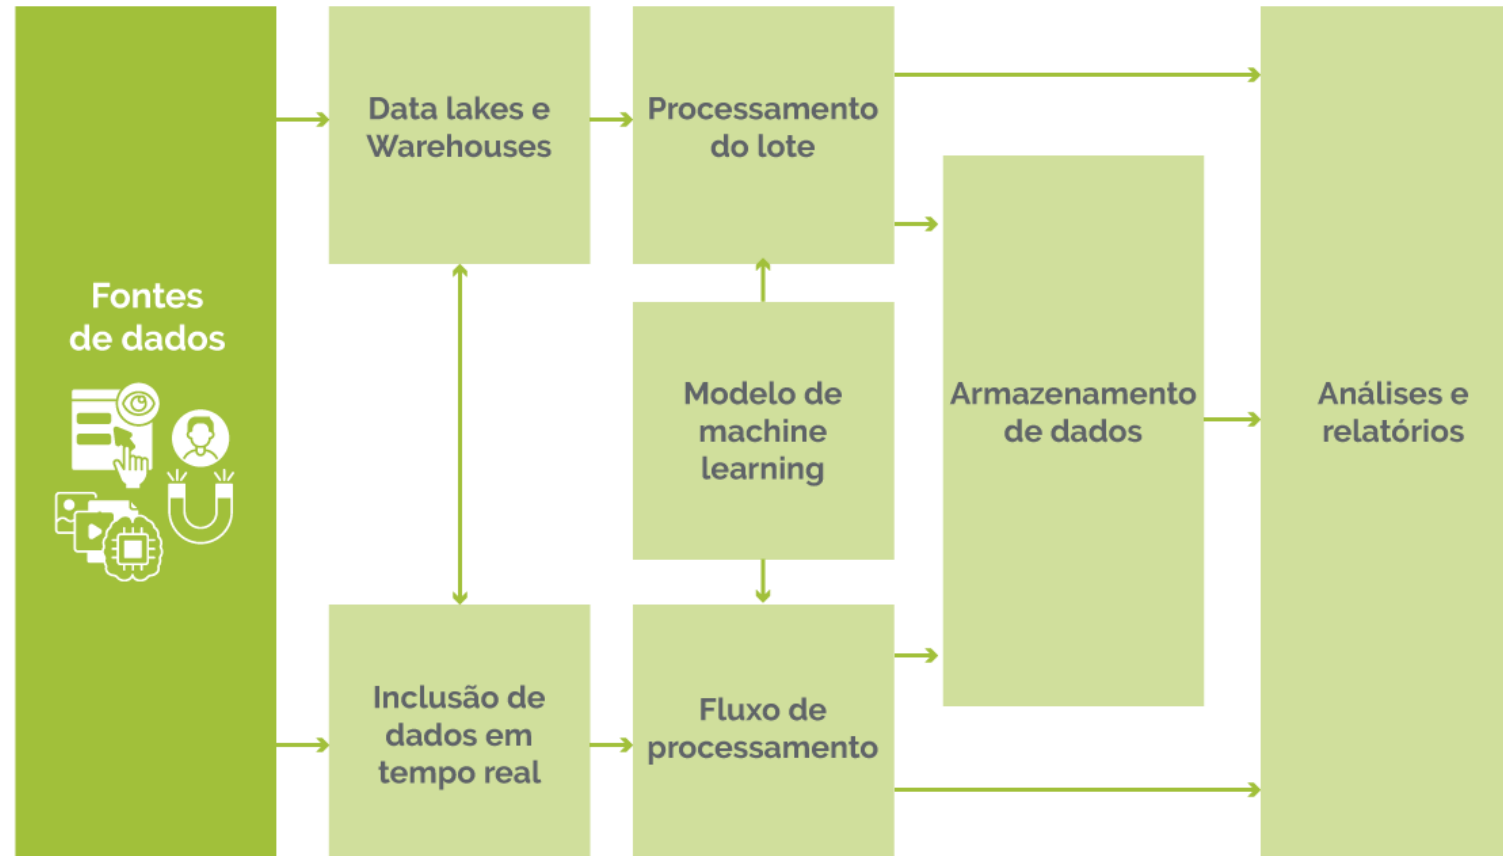 Fontes
de dados
Data lakes e
Warehouses
Processamento
do lote
Modelo de
machine
learning
Inclusão de
dados em
tempo real
Fluxo de
processamento
Armazenamento
de dados
Análises e
relatórios